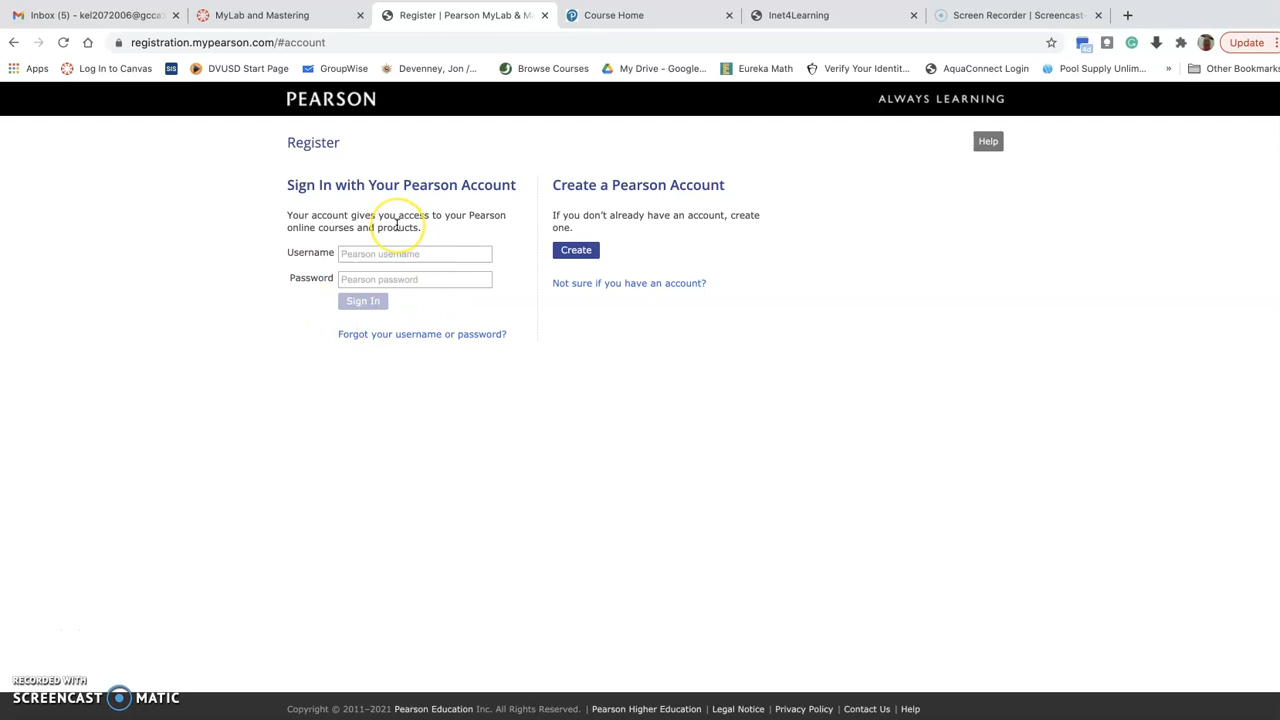 Inbox (5) - kel2072006@gcca
MyLab and Mastering
Register | Pearson MyLab & M
Course Home
Inet4Learning
Screen Recorder | Screencast-
registration.mypearson.com/#account
Update
Apps
Log In to Canvas
SIS
DVUSD Start Page
GroupWise
Devenney, Jon /...
Browse Courses
My Drive - Google...
Eureka Math
Verify Your Identit...
AquaConnect Login
Pool Supply Unlim...
»
Other Bookmarks
PEARSON
ALWAYS LEARNING
Register
Help
Sign In with Your Pearson Account
Your account gives you access to your Pearson
online courses and products.
Username
Pearson username
Password
Pearson password
Sign In
Forgot your username or password?
Create a Pearson Account
If you don't already have an account, create
one.
Create
Not sure if you have an account?
RECORDED WITH
SCREENCAST MATIC
Copyright © 2011–2021 Pearson Education Inc. All Rights Reserved. | Pearson Higher Education | Legal Notice | Privacy Policy | Contact Us | Help